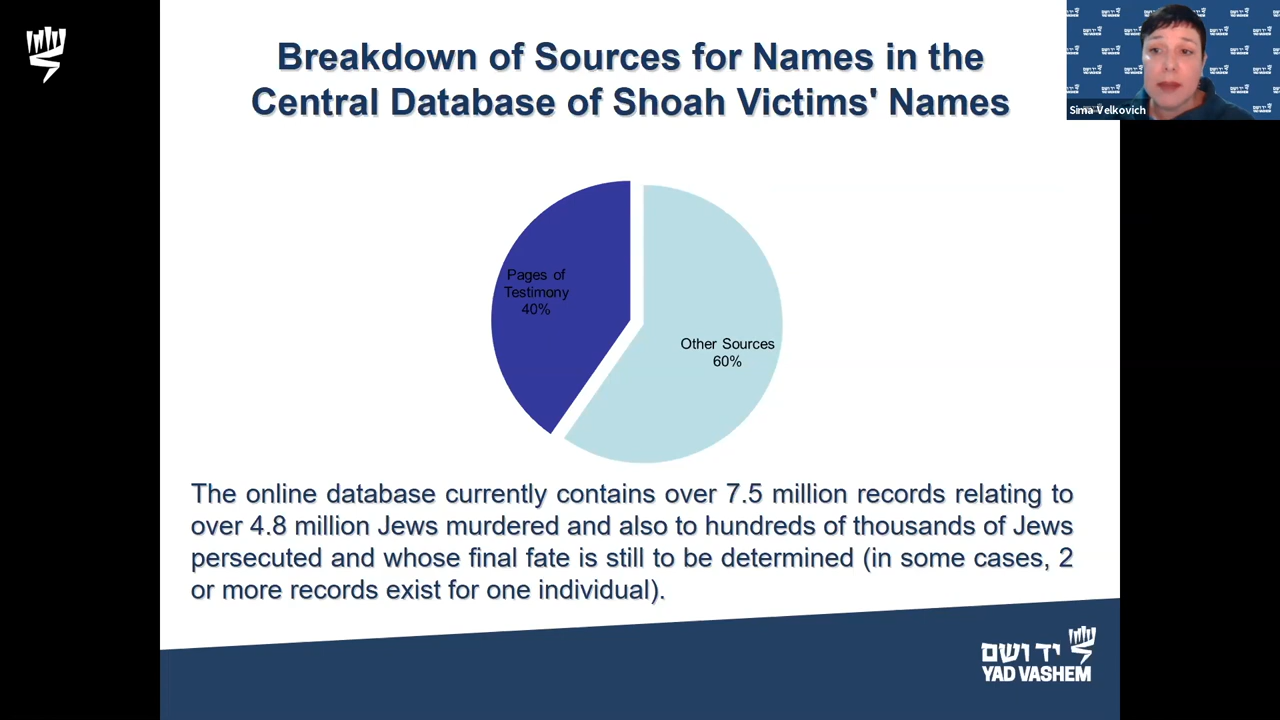 Breakdown of Sources for Names in the
Central Database of Shoah Victims' Names
Sima Velkovich
Pages of
Testimony
40%
Other Sources
60%
The online database currently contains over 7.5 million records relating to
over 4.8 million Jews murdered and also to hundreds of thousands of Jews
persecuted and whose final fate is still to be determined (in some cases, 2
or more records exist for one individual).
יד ושם
YAD VASHEM